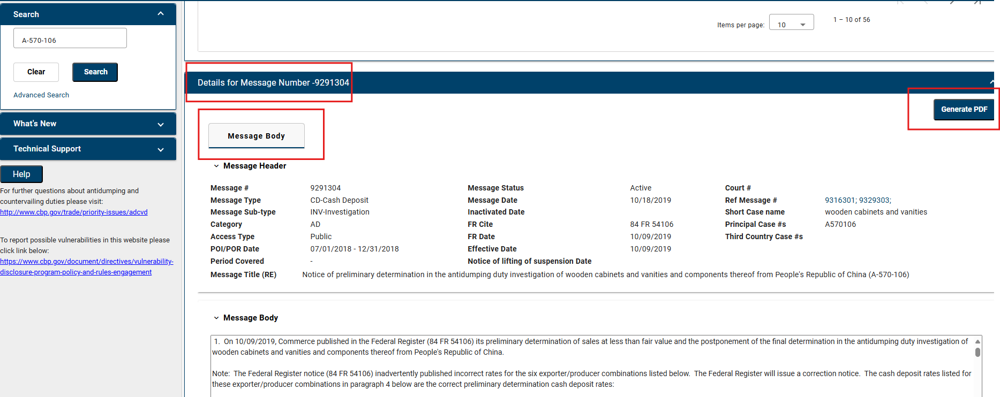 Search
A-570-106
Clear
Search
Advanced Search
What's New
Technical Support
Help
For further questions about antidumping and
countervailing duties please visit:
http://www.cbp.gov/trade/priority-issues/adcvd
To report possible vulnerabilities in this website please
click link below:
https://www.cbp.gov/document/directives/vulnerability-
disclosure-program-policy-and-rules-engagement
Items per page: 10 1 – 10 of 56
Details for Message Number -9291304
Generate PDF
Message Body
Message Header
Message # 9291304 Message Status Active Court #
Message Type CD-Cash Deposit Message Date 10/18/2019 Ref Message # 9316301; 9329303;
Message Sub-type INV-Investigation Inactivated Date Short Case name wooden cabinets and vanities
Category AD FR Cite 84 FR 54106 Principal Case #s A570106
Access Type Public FR Date 10/09/2019 Third Country Case #s
POI/POR Date 07/01/2018 - 12/31/2018 Effective Date 10/09/2019
Period Covered - Notice of lifting of suspension Date
Message Title (RE) Notice of preliminary determination in the antidumping duty investigation of wooden cabinets and vanities and components thereof from People's Republic of China (A-570-106)
Message Body
1. On 10/09/2019, Commerce published in the Federal Register (84 FR 54106) its preliminary determination of sales at less than fair value and the postponement of the final determination in the antidumping duty investigation of
wooden cabinets and vanities and components thereof from People's Republic of China.
Note: The Federal Register notice (84 FR 54106) inadvertently published incorrect rates for the six exporter/producer combinations listed below. The Federal Register will issue a correction notice. The cash deposit rates listed for
these exporter/producer combinations in paragraph 4 below are the correct preliminary determination cash deposit rates: